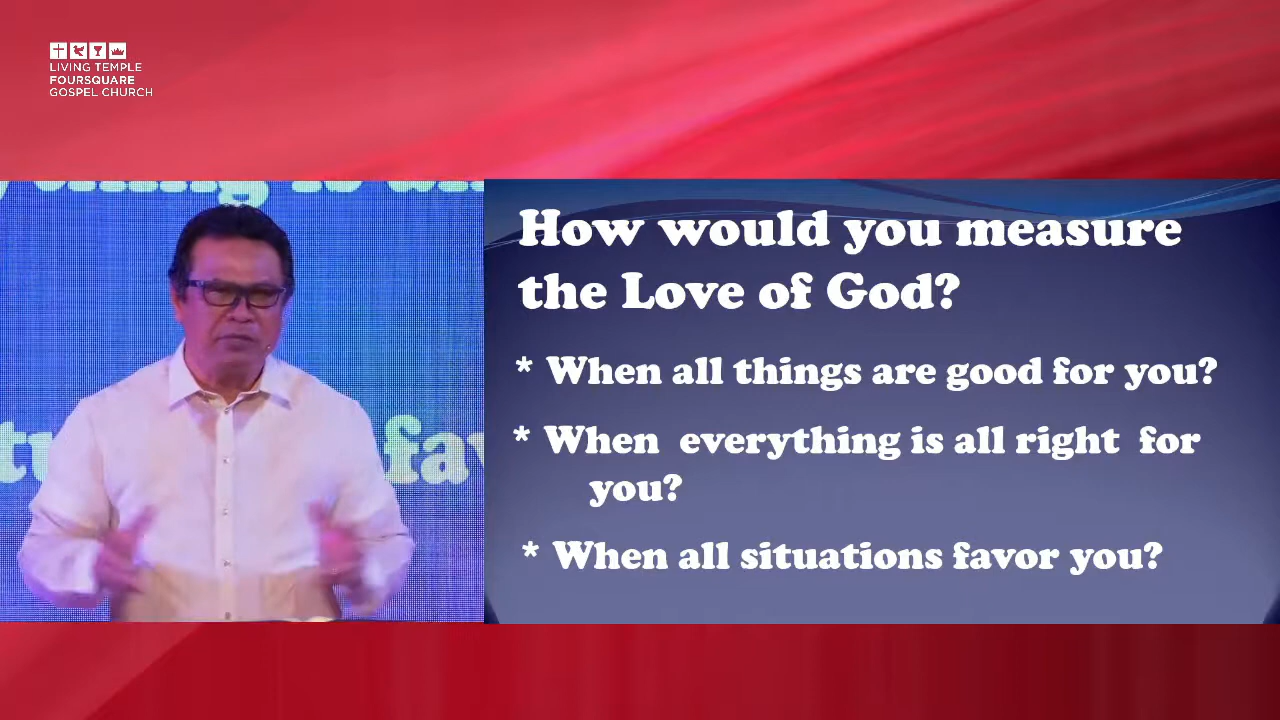 LIVING TEMPLE
FOURSQUARE
GOSPEL CHURCH
How would you measure
the Love of God?
* When all things are good for you?
* When everything is all right for
you?
* When all situations favor you?